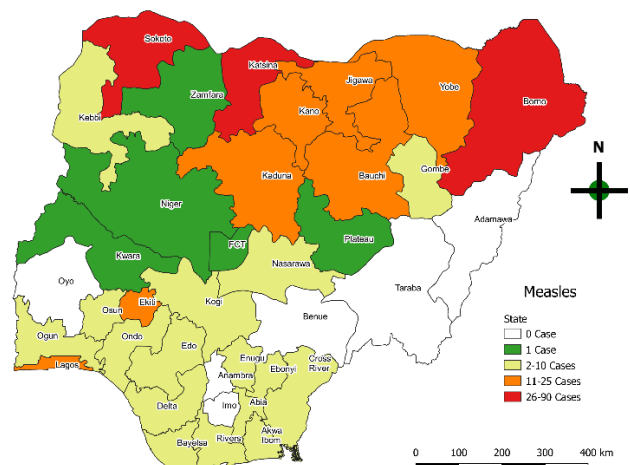 Sokoto
Katsina
Jigawa
Yobe
Borno
Zamfara
Kebbi
Kano
Kaduna
Bauchi
Gombe
N
Niger
Adamawa
FCT
Plateau
Kwara
Nasarawa
Taraba
Oyo
Ekiti
Kogi
Benue
Osun
Ogun
Ondo
Edo
Lagos
Enugu
Cross
River
Anambra
Ebonyi
Delta
Imo
Abia
Bayelsa
Rivers
Akwa
Ibom
Measles
State
0 Case
1 Case
2-10 Cases
11-25 Cases
26-90 Cases
0 100 200 300 400 km